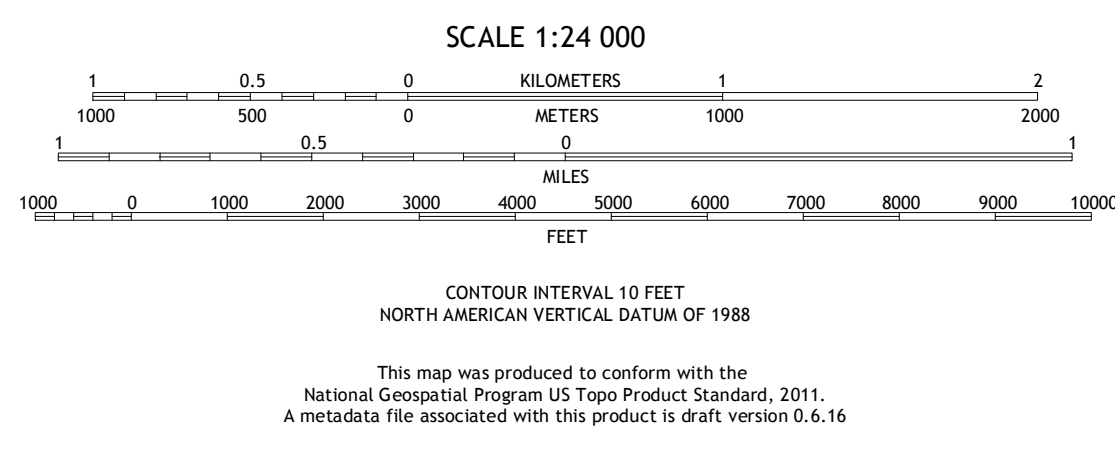 SCALE 1:24 000
1 0.5 0 KILOMETERS 1 2
1000 500 0 METERS 1000 2000
1 0.5 0 1
MILES
1000 0 1000 2000 3000 4000 5000 6000 7000 8000 9000 10000
FEET
CONTOUR INTERVAL 10 FEET
NORTH AMERICAN VERTICAL DATUM OF 1988
This map was produced to conform with the
National Geospatial Program US Topo Product Standard, 2011.
A metadata file associated with this product is draft version 0.6.16